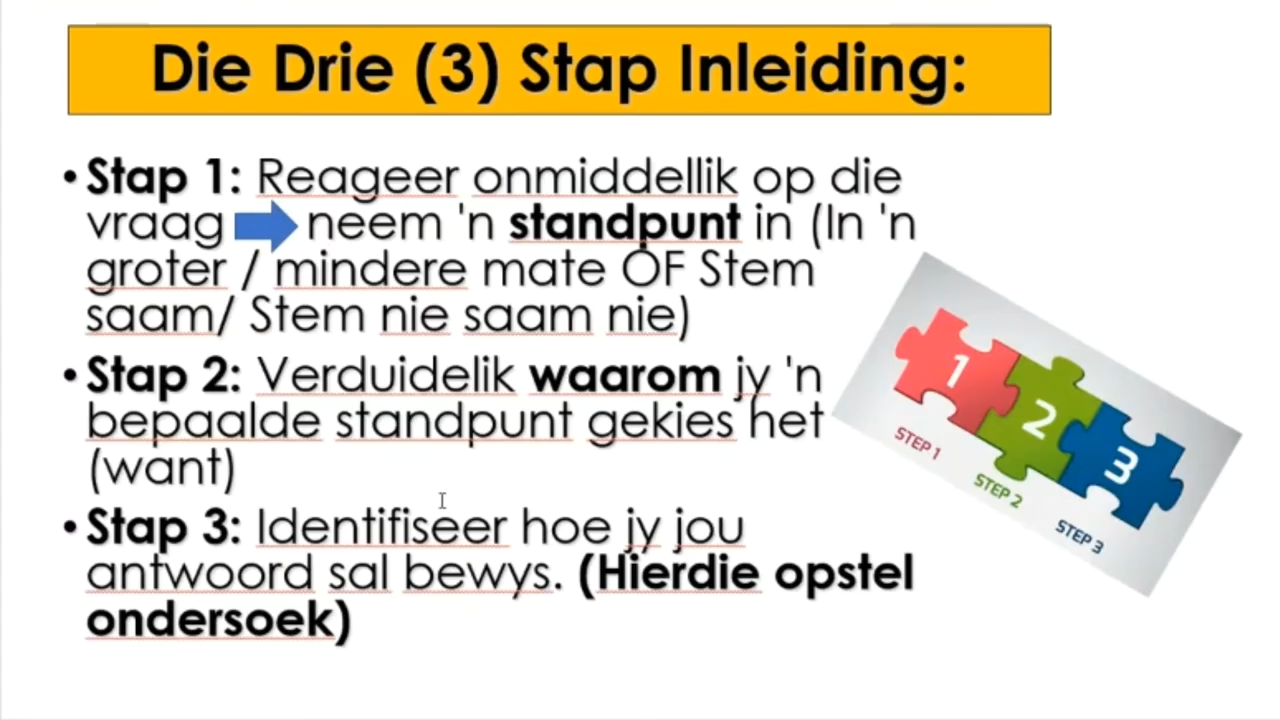 Die Drie (3) Stap Inleiding:
• Stap 1: Reageer onmiddellik op die
vraag neem 'n standpunt in (In 'n
groter / mindere mate OF Stem
saam/ Stem nie saam nie)
• Stap 2: Verduidelik waarom jy 'n
bepaalde standpunt gekies het
(want)
• Stap 3: Identifiseer hoe jy jou
antwoord sal bewys. (Hierdie opstel
ondersoek)
1
2
3
STEP 1
STEP 2
STEP 3